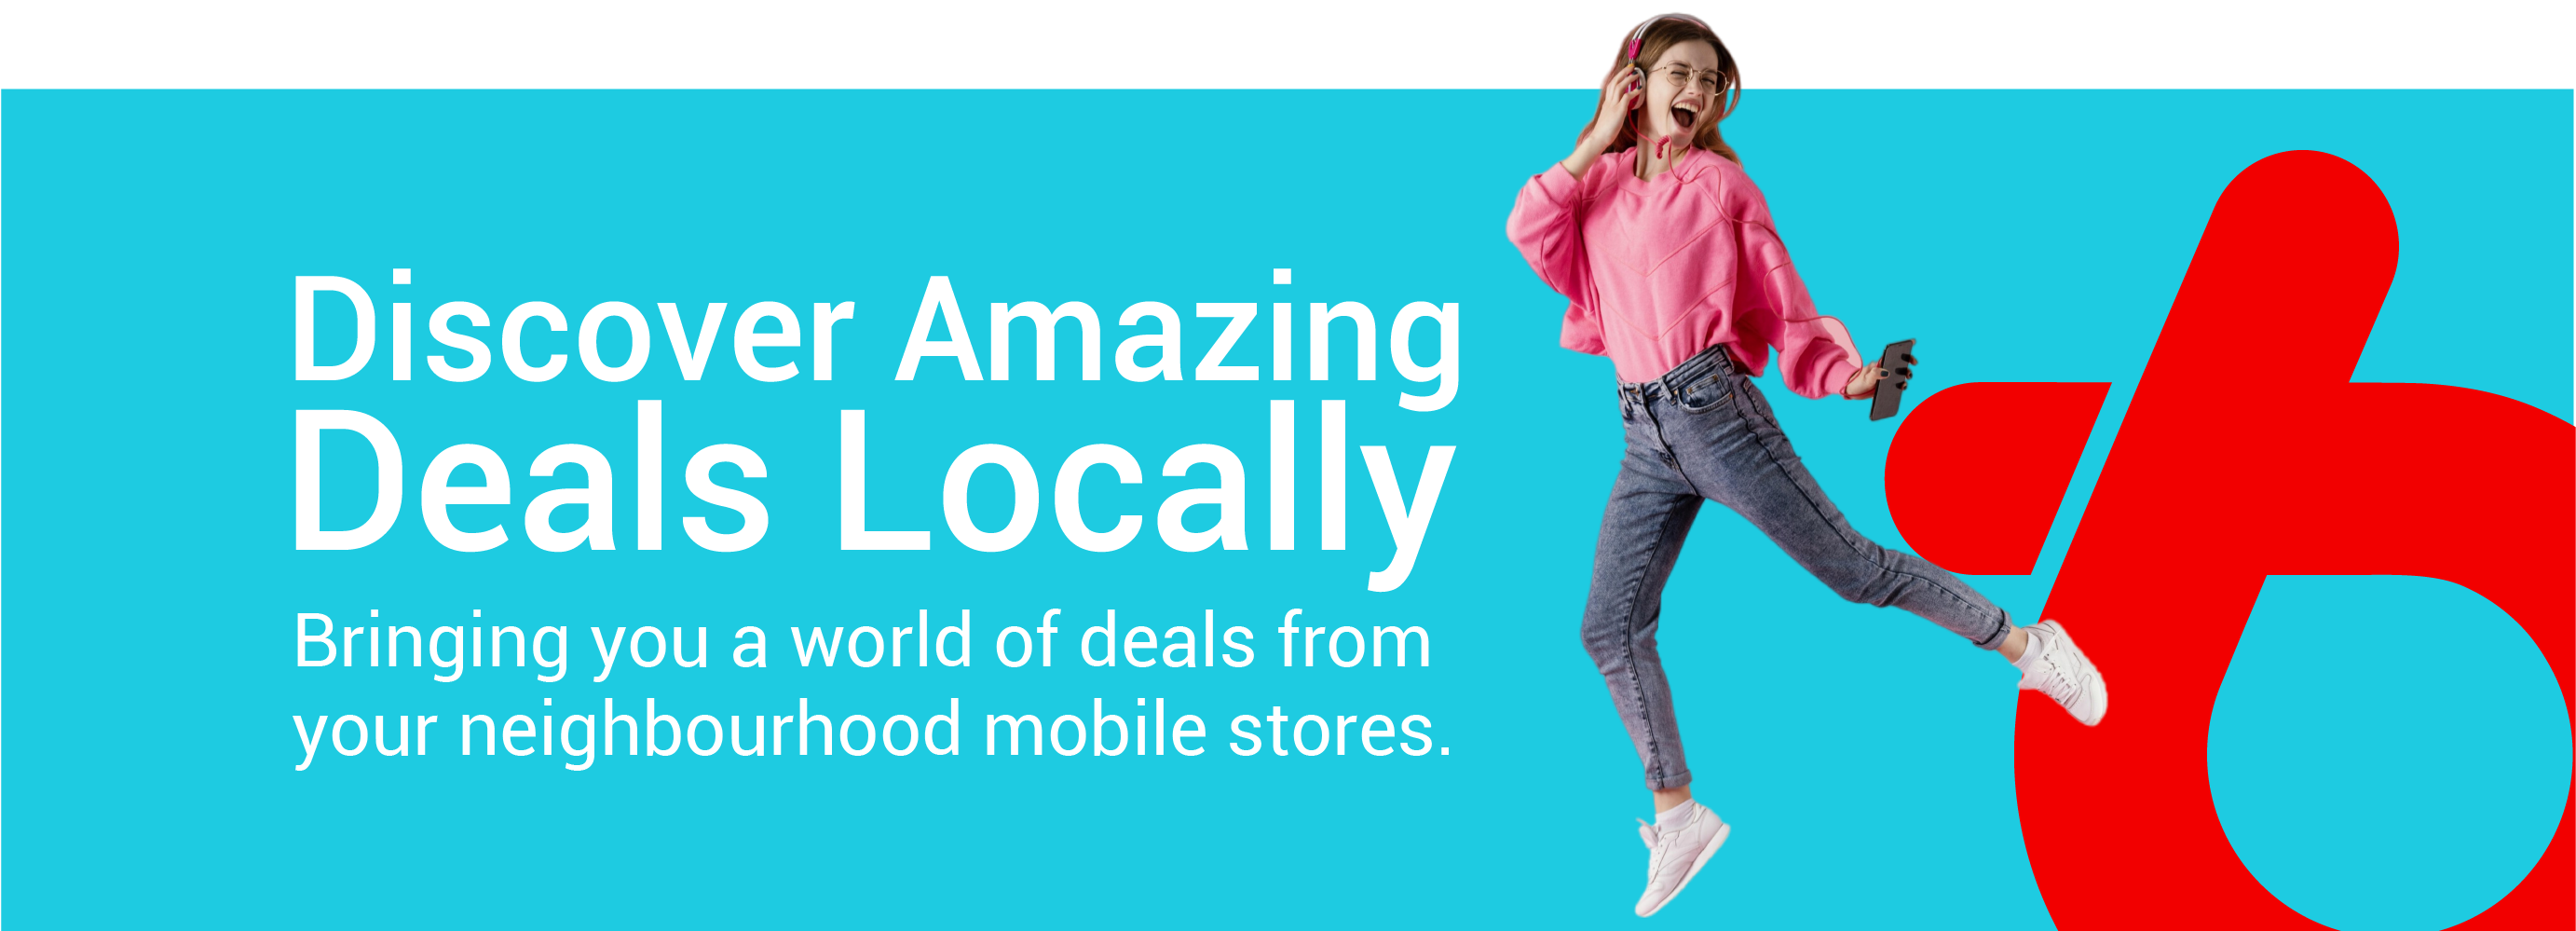 Discover Amazing
Deals Locally
Bringing you a world of deals from
your neighbourhood mobile stores.